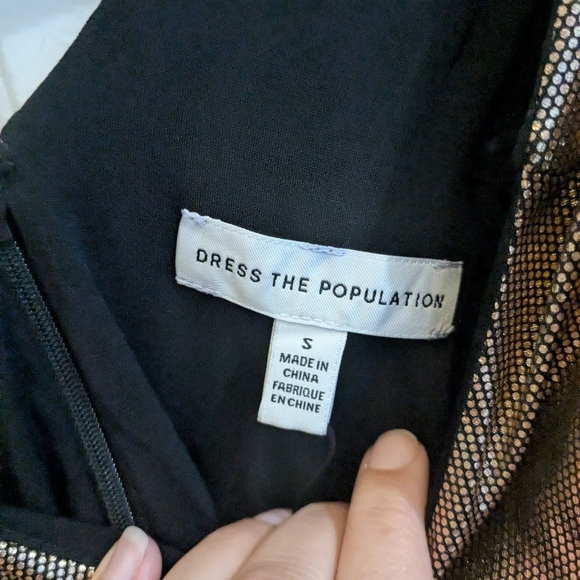 DRESS THE POPULATION
S
MADE IN
CHINA
FABRIQUE
EN CHINE